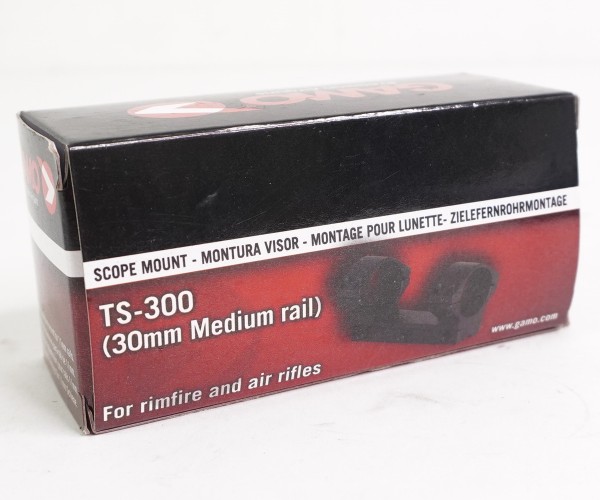 GAMO
SCOPE MOUNT - MONTURA VISOR - MONTAGE POUR LUNETTE- ZIELEFERNROHRMONTAGE
TS-300
(30mm Medium rail)
www.gamo.com
For rimfire and air rifles